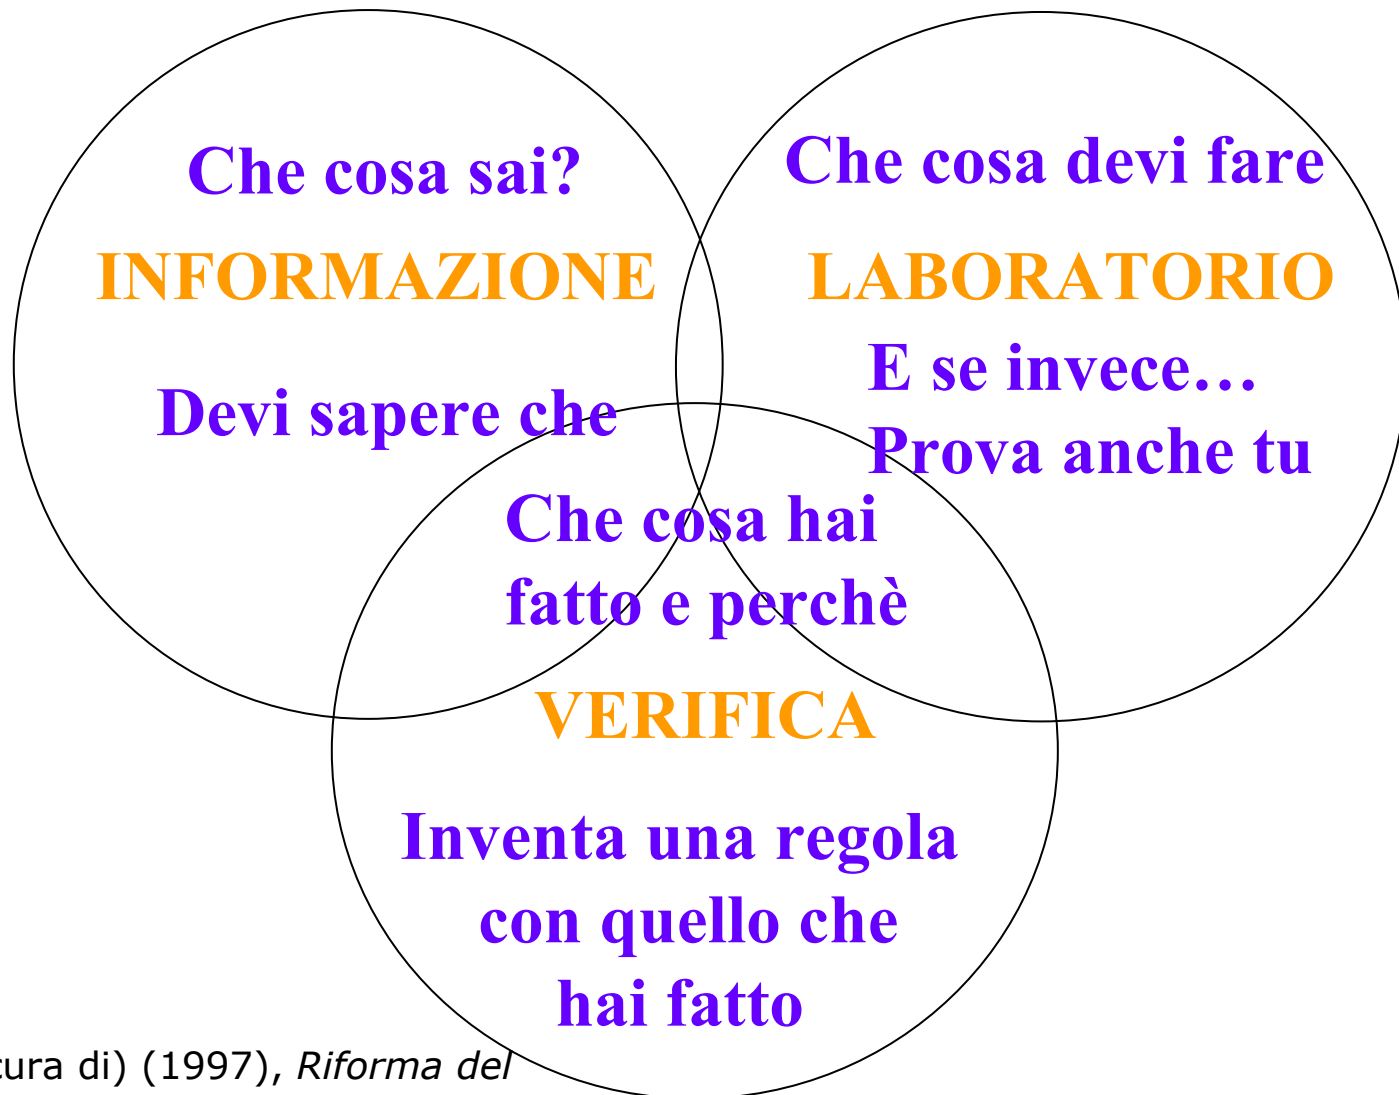 Che cosa sai?
INFORMAZIONE
Devi sapere che
Che cosa devi fare
LABORATORIO
E se invece…
Prova anche tu
Che cosa hai
fatto e perchè
VERIFICA
Inventa una regola
con quello che
hai fatto
cura di) (1997), Riforma del